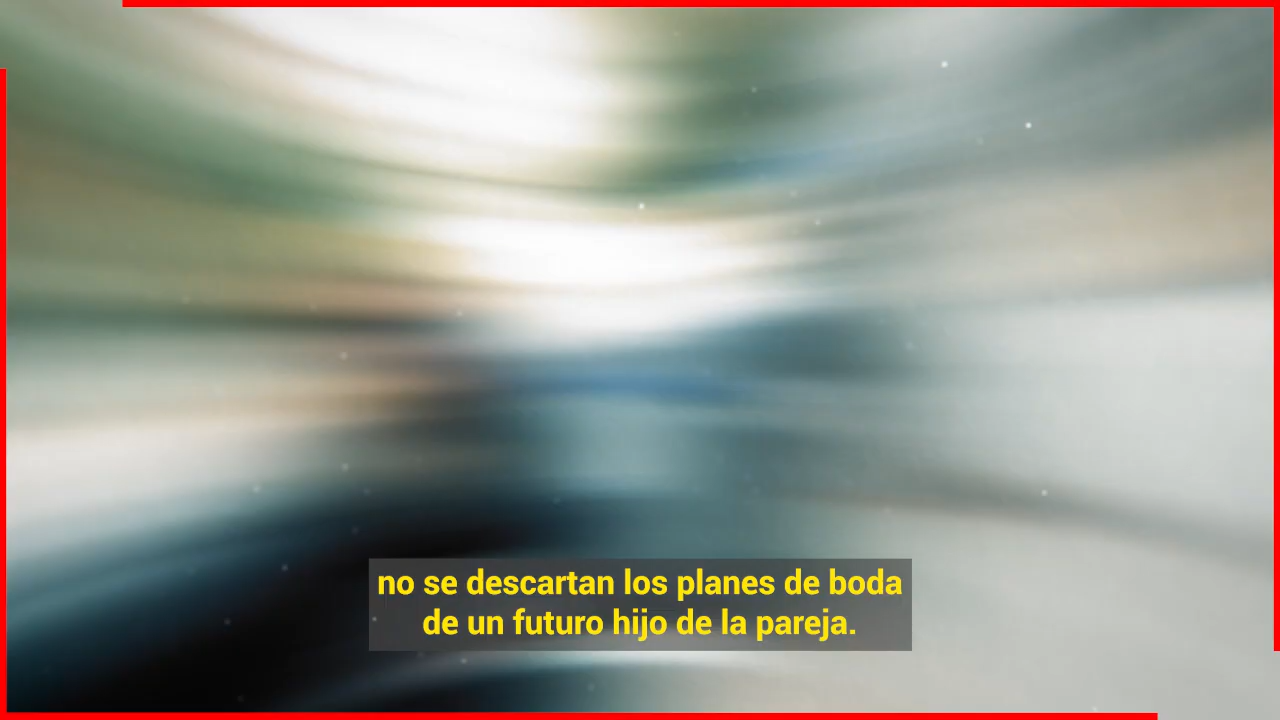 no se descartan los planes de boda
de un futuro hijo de la pareja.